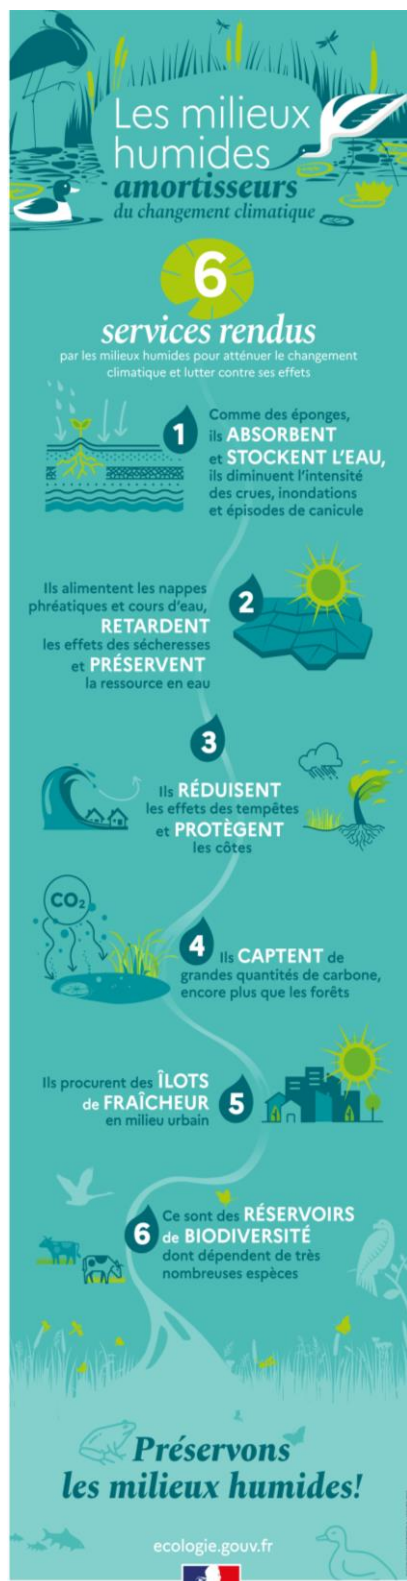 Les milieux
humides
amortisseurs
du changement climatique
6
services rendus
par les milieux humides pour atténuer le changement
climatique et lutter contre ses effets
1
Comme des éponges,
ils ABSORBENT
et STOCKENT L'EAU,
ils diminuent l'intensité
des crues, inondations
et épisodes de canicule
Ils alimentent les nappes
phréatiques et cours d'eau,
RETARDENT
les effets des sécheresses
et PRÉSERVENT
la ressource en eau
2
3
Ils RÉDUISENT
les effets des tempêtes
et PROTÈGENT
les côtes
CO₂
4
Ils CAPTENT de
grandes quantités de carbone,
encore plus que les forêts
Ils procurent des ÎLOTS
de FRAÎCHEUR
en milieu urbain
5
6
Ce sont des RÉSERVOIRS
de BIODIVERSITÉ
dont dépendent de très
nombreuses espèces
Préservons
les milieux humides!
ecologie.gouv.fr